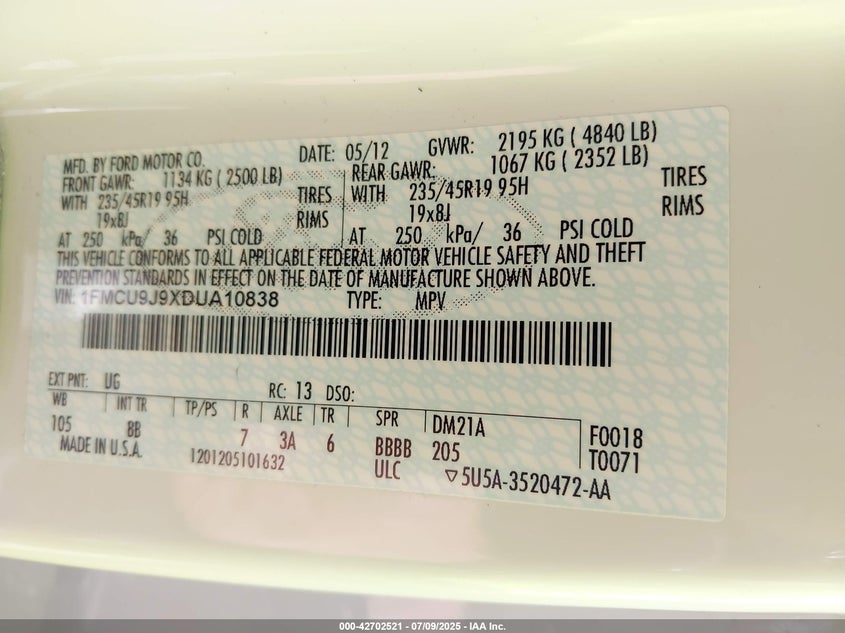 MFD. BY FORD MOTOR CO. DATE: 05/12 GVWR: 2195 KG ( 4840 LB)
FRONT GAWR: 1134 KG ( 2500 LB) REAR GAWR: 1067 KG ( 2352 LB)
WITH 235/45R19 95H TIRES WITH 235/45R19 95H TIRES
19x8J RIMS 19x8J RIMS
AT 250 kPa/ 36 PSI COLD AT 250 kPa/ 36 PSI COLD
THIS VEHICLE CONFORMS TO ALL APPLICABLE FEDERAL MOTOR VEHICLE SAFETY AND THEFT
PREVENTION STANDARDS IN EFFECT ON THE DATE OF MANUFACTURE SHOWN ABOVE.
VIN: 1FMCU9J9XDUA10838 TYPE: MPV
EXT PNT: UG RC: 13 DSO:
WB INT TR TP/PS R AXLE TR SPR DM21A
105 8B 7 3A 6 BBBB 205 F0018
MADE IN U.S.A. 1201205101632 ULC T0071
▽5U5A-3520472-AA
000-42702521 - 07/09/2025 - IAA Inc.